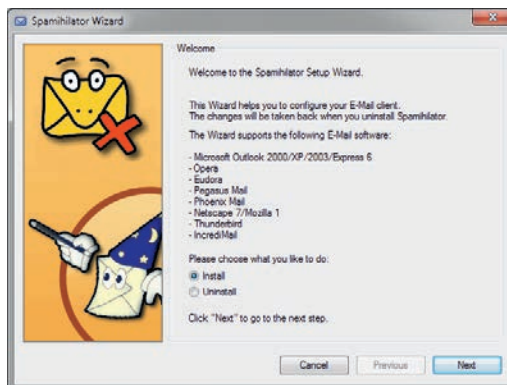 Spamihilator Wizard
Welcome
Welcome to the Spamihilator Setup Wizard.
This Wizard helps you to configure your E-Mail client.
The changes will be taken back when you uninstall Spamihilator.
The Wizard supports the following E-Mail software:
- Microsoft Outlook 2000/XP/2003/Express 6
- Opera
- Eudora
- Pegasus Mail
- Phoenix Mail
- Netscape 7/Mozilla 1
- Thunderbird
- IncrediMail
Please choose what you like to do:
Install
Uninstall
Click "Next" to go to the next step.
Cancel Previous Next